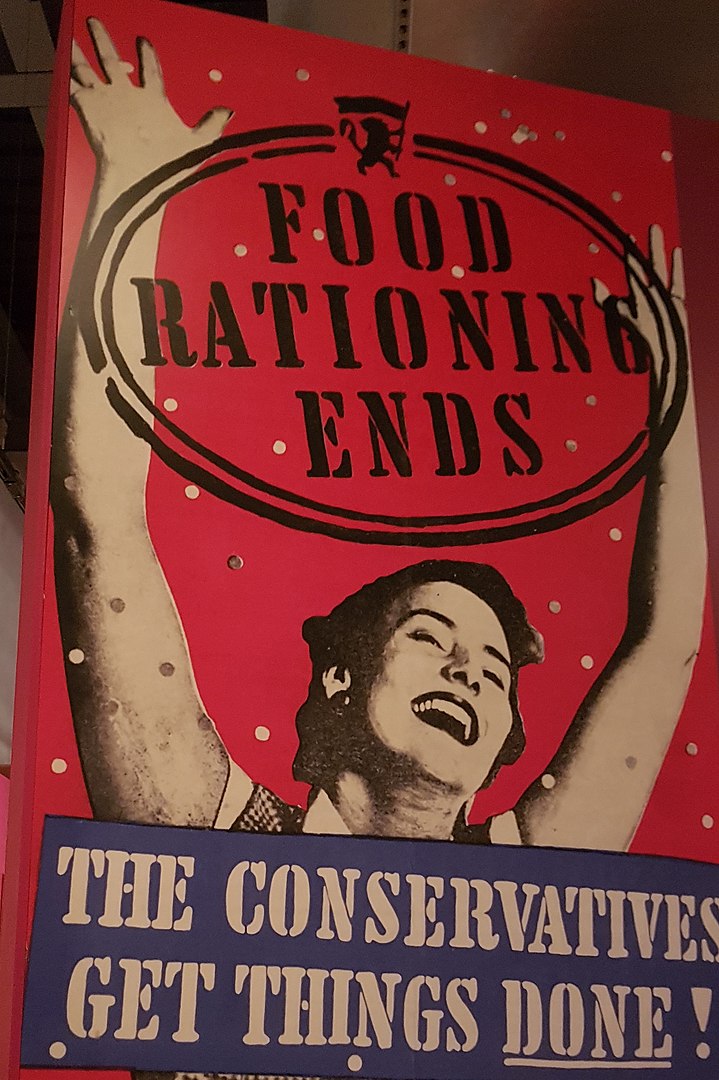 FOOD
RATIONING
ENDS
THE CONSERVATIVES
GET THINGS DONE!